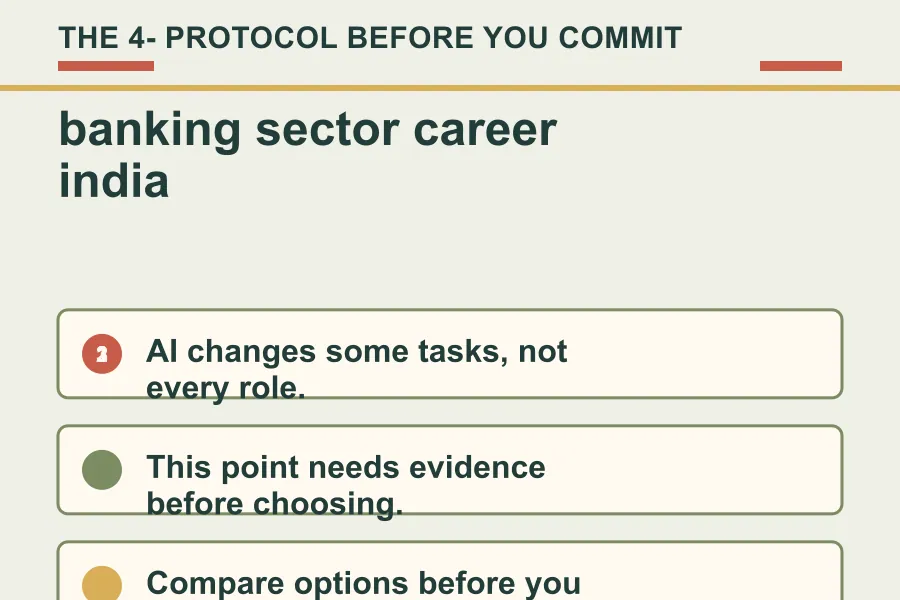 THE 4- PROTOCOL BEFORE YOU COMMIT
banking sector career
india
AI changes some tasks, not
every role.
This point needs evidence
before choosing.
Compare options before you